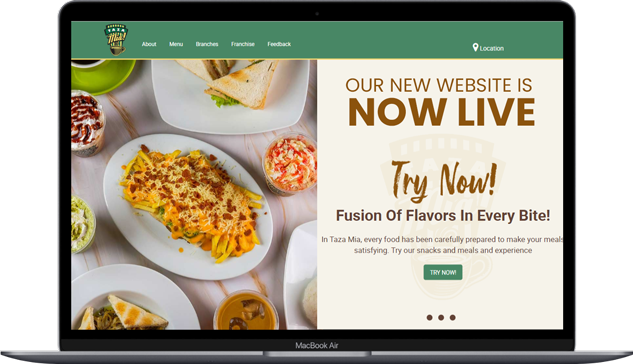 TAZA
Mia!
About
Menu
Branches
Franchise
Feedback
Location
OUR NEW WEBSITE IS
NOW LIVE
Try Now!
Fusion Of Flavors In Every Bite!
In Taza Mia, every food has been carefully prepared to make your meals
satisfying. Try our snacks and meals and experience
TRY NOW!
MacBook Air